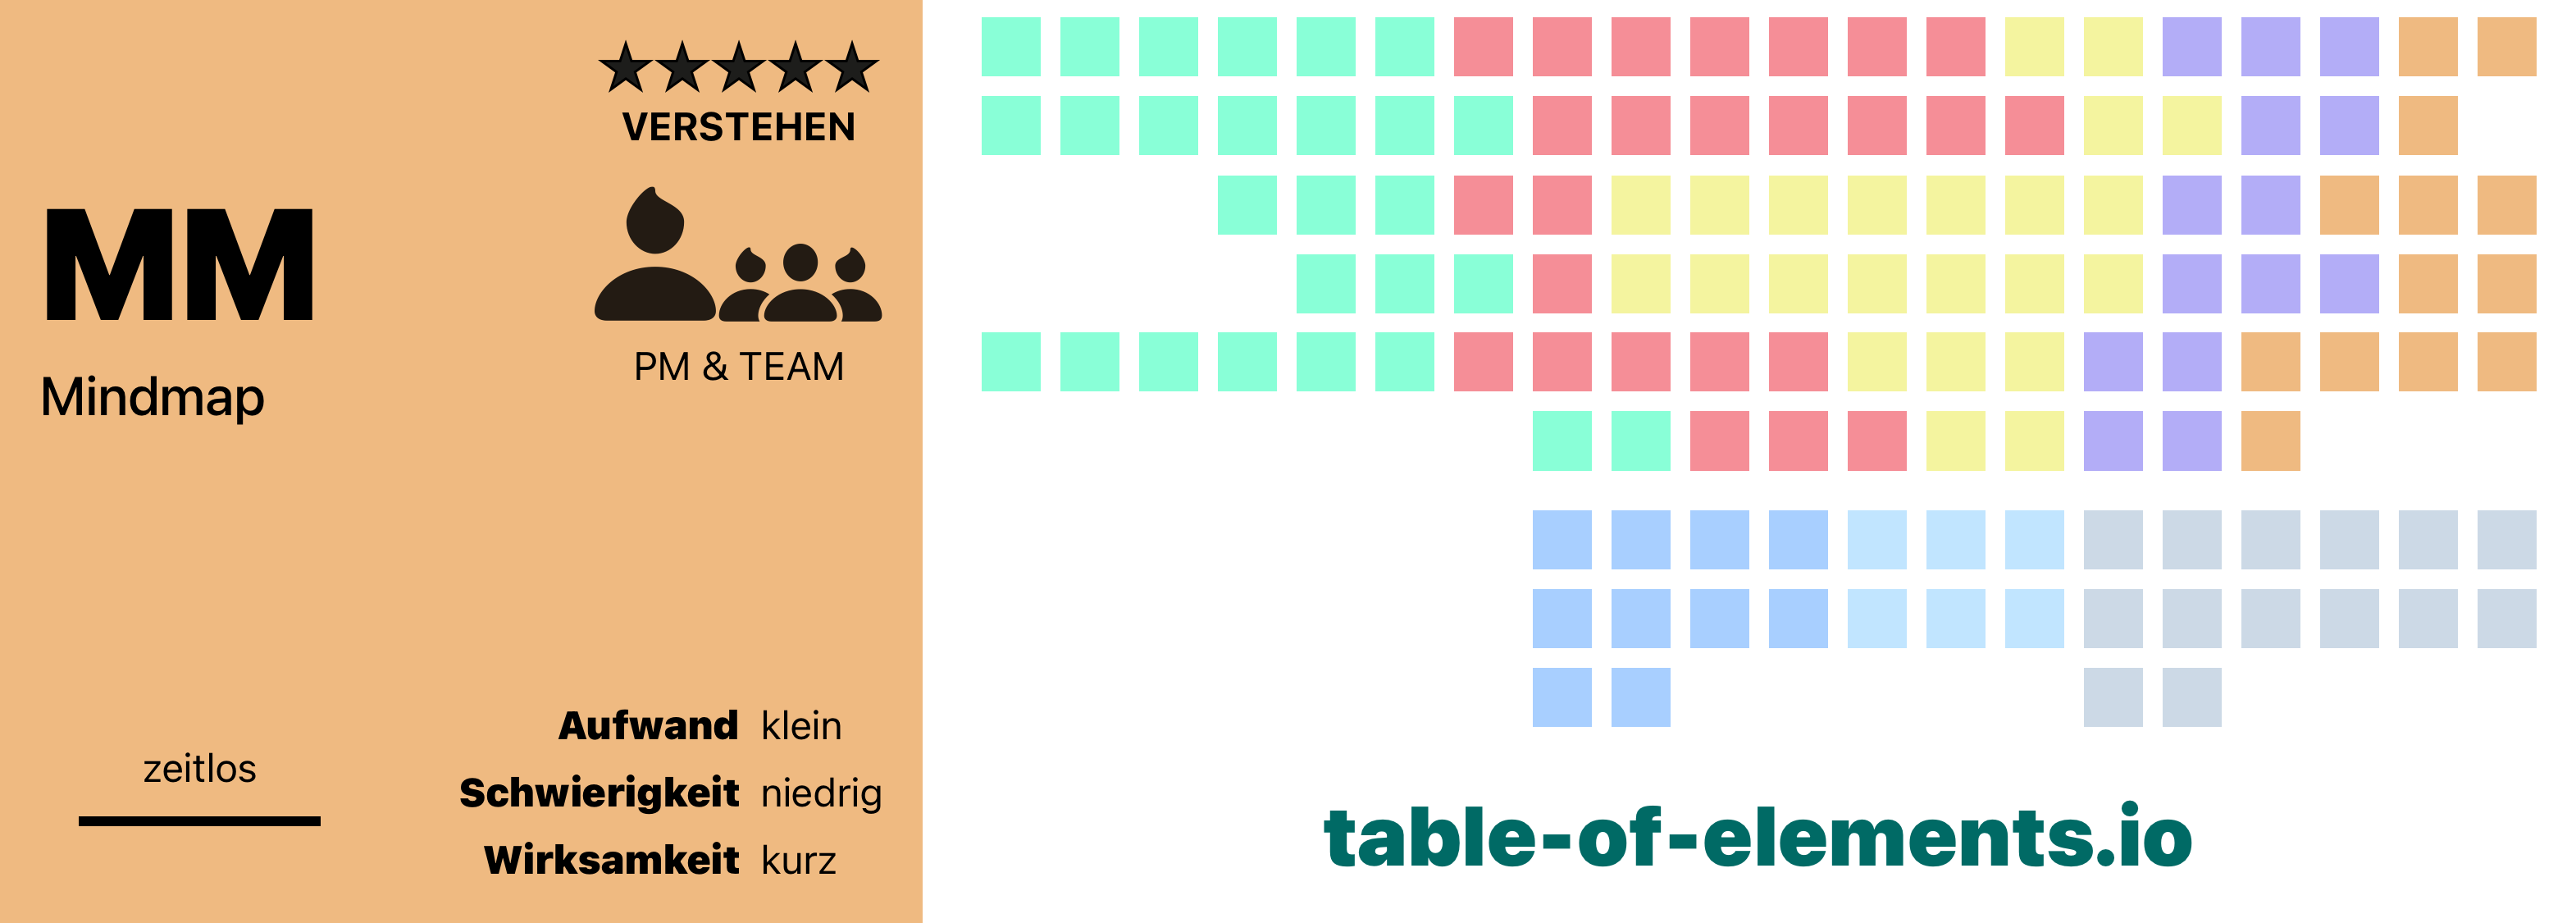 VERSTEHEN
MM
Mindmap
PM & TEAM
zeitlos
Aufwand klein
Schwierigkeit niedrig
Wirksamkeit kurz
table-of-elements.io